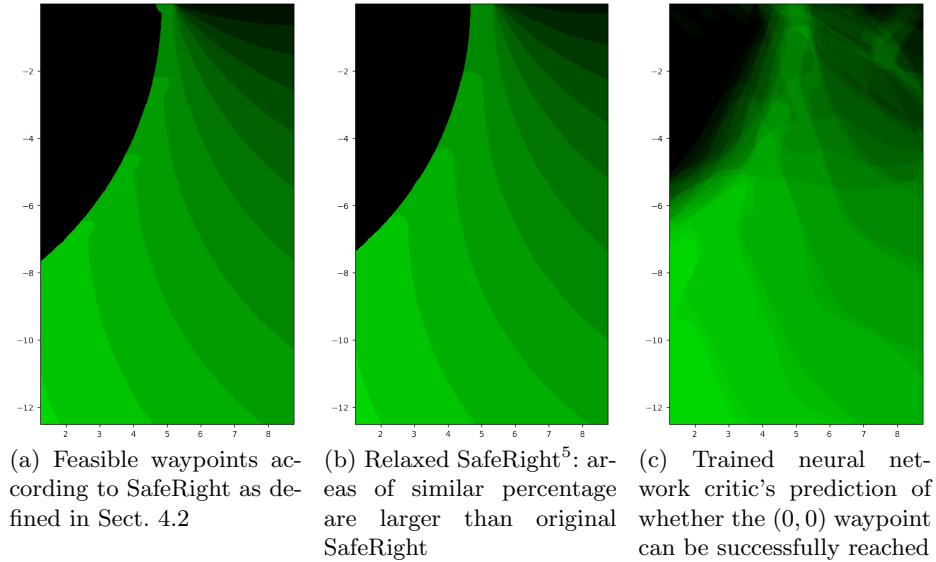 −2
−4
−6
−8
−10
−12
2 3 4 5 6 7 8
−2
−4
−6
−8
−10
−12
2 3 4 5 6 7 8
−2
−4
−6
−8
−10
−12
2 3 4 5 6 7 8
(a) Feasible waypoints ac-
cording to SafeRight as de-
fined in Sect. 4.2
(b) Relaxed SafeRight⁵: ar-
eas of similar percentage
are larger than original
SafeRight
(c) Trained neural net-
work critic's prediction of
whether the (0, 0) waypoint
can be successfully reached